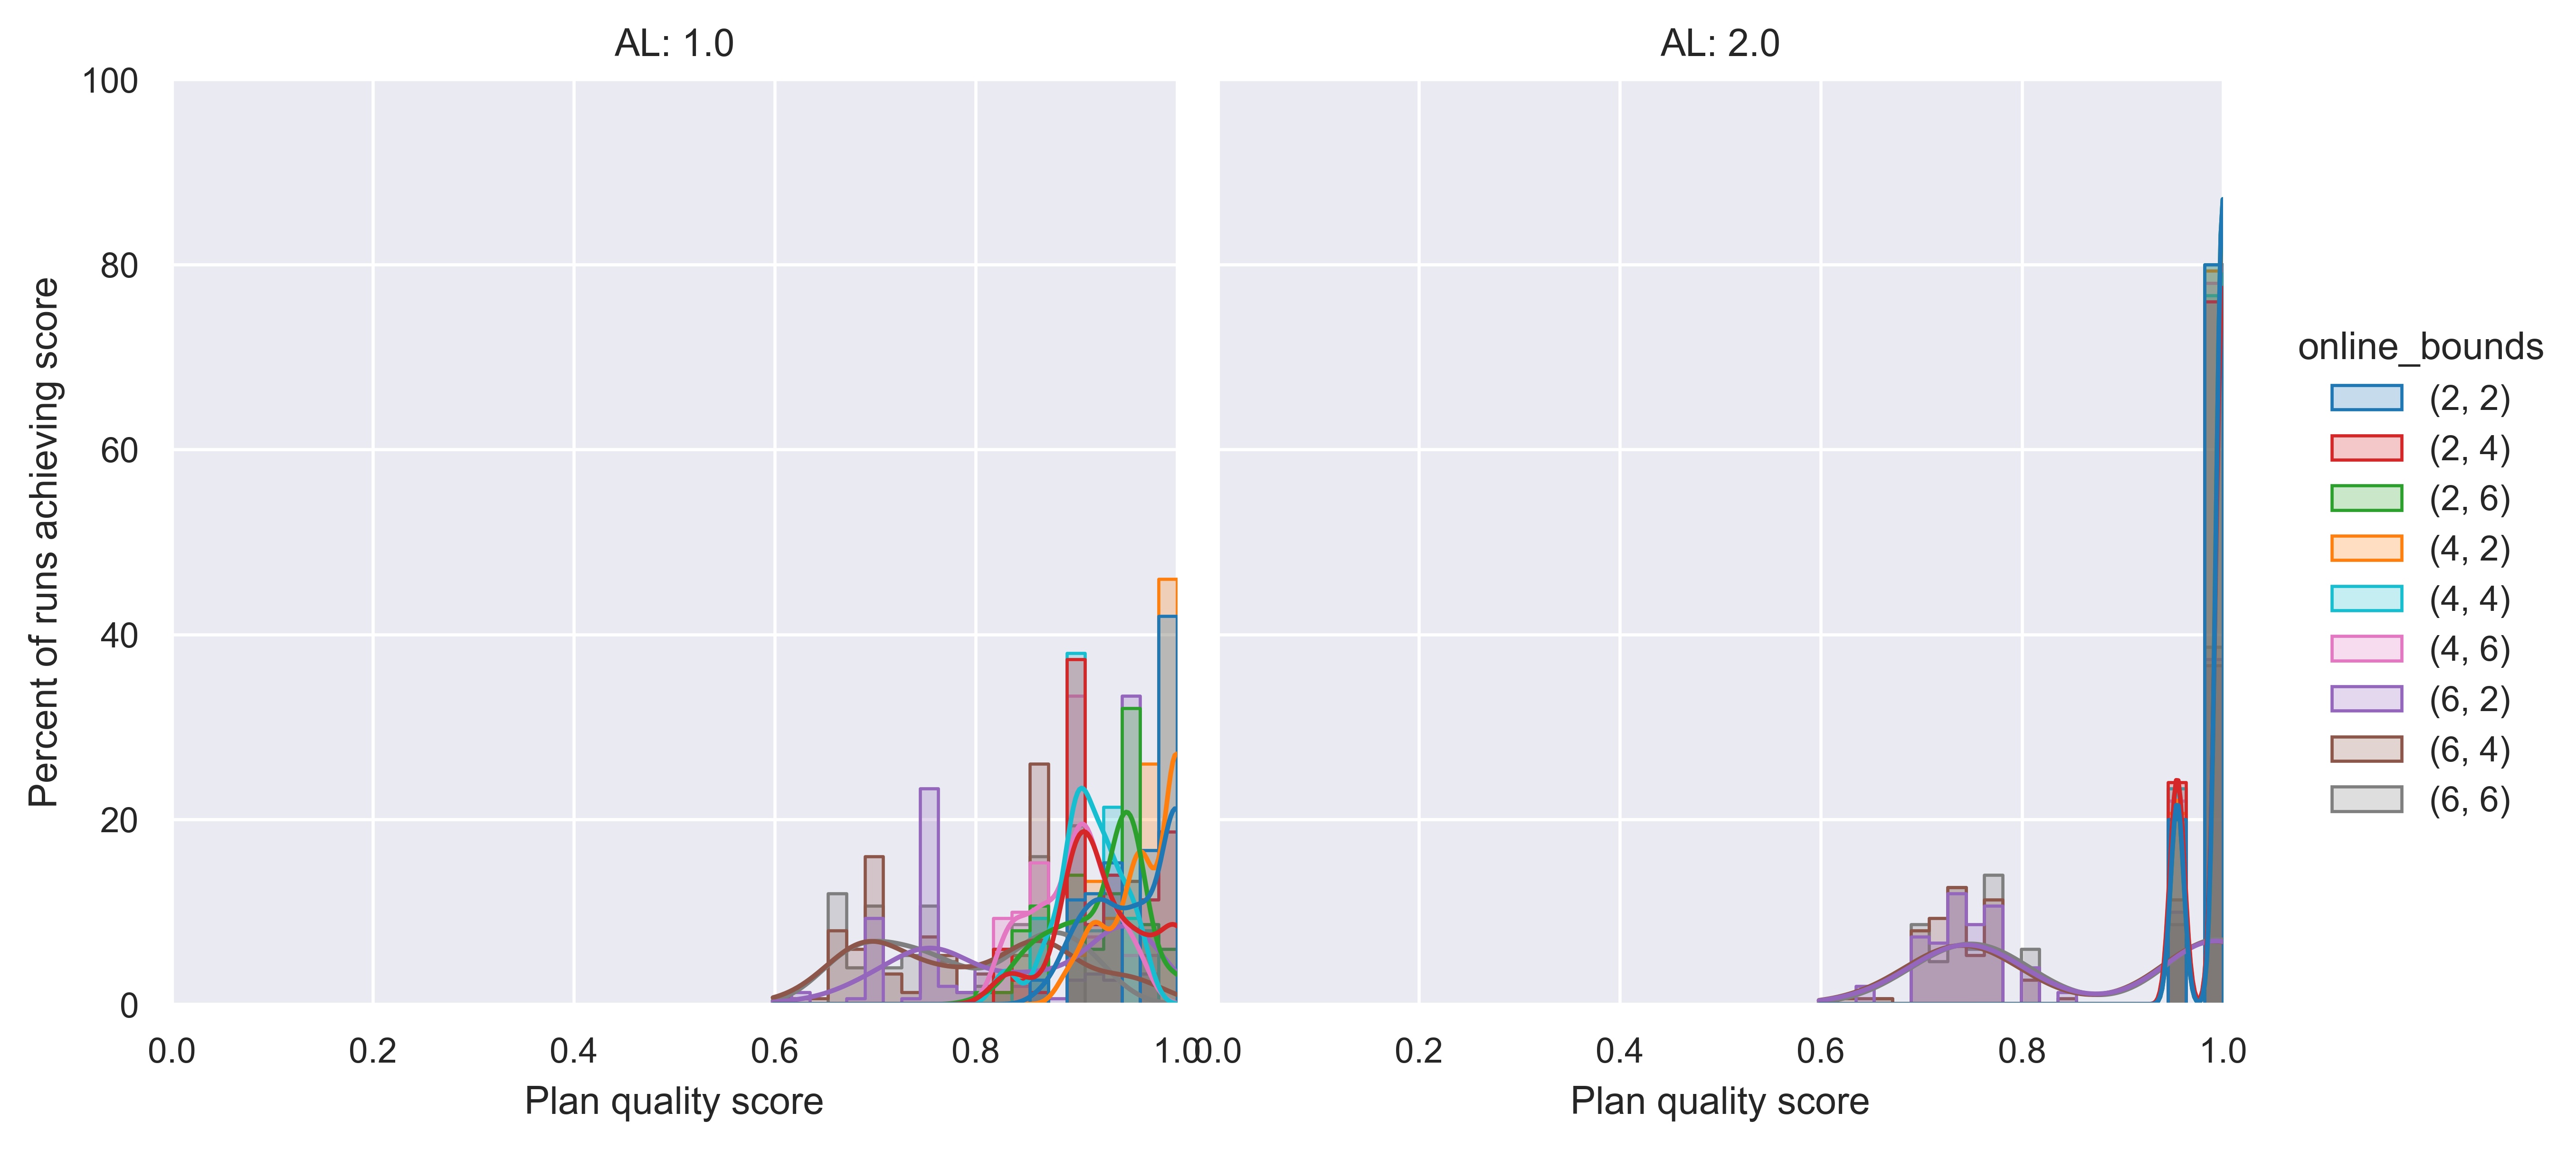 AL: 1.0
AL: 2.0
Percent of runs achieving score
100
80
60
40
20
0
0.0 0.2 0.4 0.6 0.8 1.0
0.0 0.2 0.4 0.6 0.8 1.0
Plan quality score
Plan quality score
online_bounds
(2, 2)
(2, 4)
(2, 6)
(4, 2)
(4, 4)
(4, 6)
(6, 2)
(6, 4)
(6, 6)